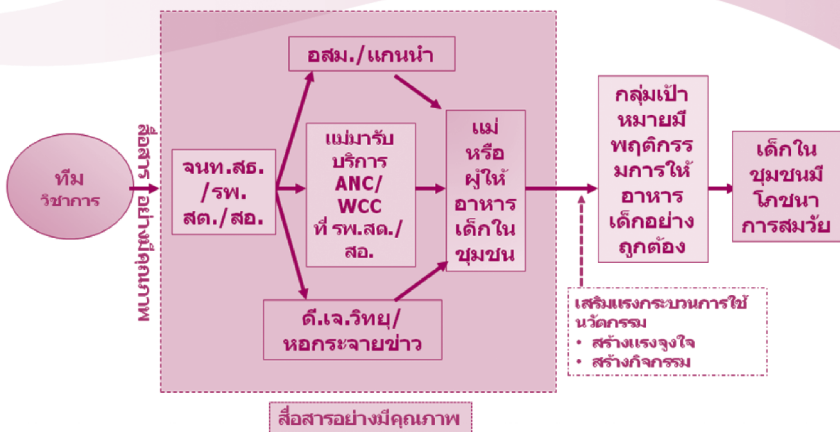 ทีม
วิชาการ
สื่อสาร อย่างมีคุณภาพ
จนท.สธ.
/รพ.
สต./สอ.
อสม./แกนนำ
แม่มารับ
บริการ
ANC/
WCC
ที่ รพ.สต./
สอ.
ดี.เจ.วิทยุ/
หอกระจายข่าว
แม่
หรือ
ผู้ให้
อาหาร
เด็กใน
ชุมชน
กลุ่มเป้า
หมายมี
พฤติกรร
มการให้
อาหาร
เด็กอย่าง
ถูกต้อง
เด็กใน
ชุมชนมี
โภชนา
การสมวัย
เสริมแรงกระบวนการใช้
นวัตกรรม
• สร้างแรงจูงใจ
• สร้างกิจกรรม
สื่อสารอย่างมีคุณภาพ